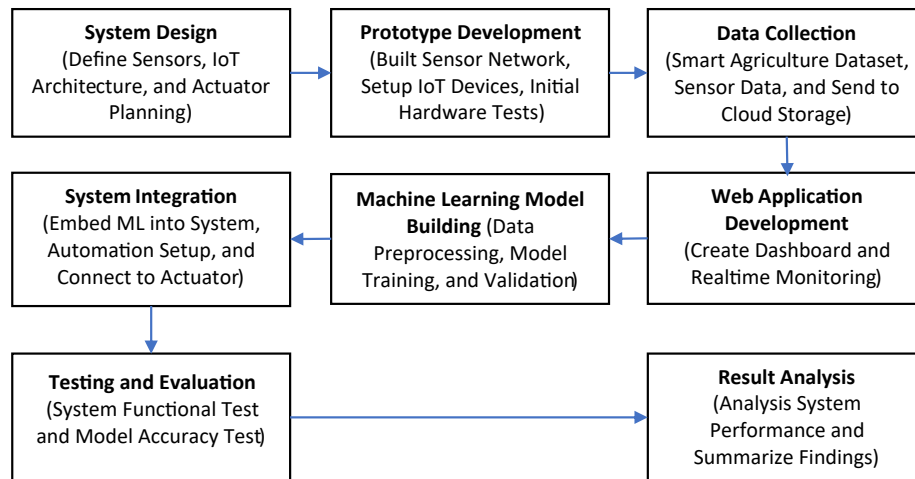 System Design
(Define Sensors, IoT
Architecture, and Actuator
Planning)
Prototype Development
(Built Sensor Network,
Setup IoT Devices, Initial
Hardware Tests)
Data Collection
(Smart Agriculture Dataset,
Sensor Data, and Send to
Cloud Storage)
Web Application
Development
(Create Dashboard and
Realtime Monitoring)
Machine Learning Model
Building (Data
Preprocessing, Model
Training, and Validation)
System Integration
(Embed ML into System,
Automation Setup, and
Connect to Actuator)
Testing and Evaluation
(System Functional Test
and Model Accuracy Test)
Result Analysis
(Analysis System
Performance and
Summarize Findings)